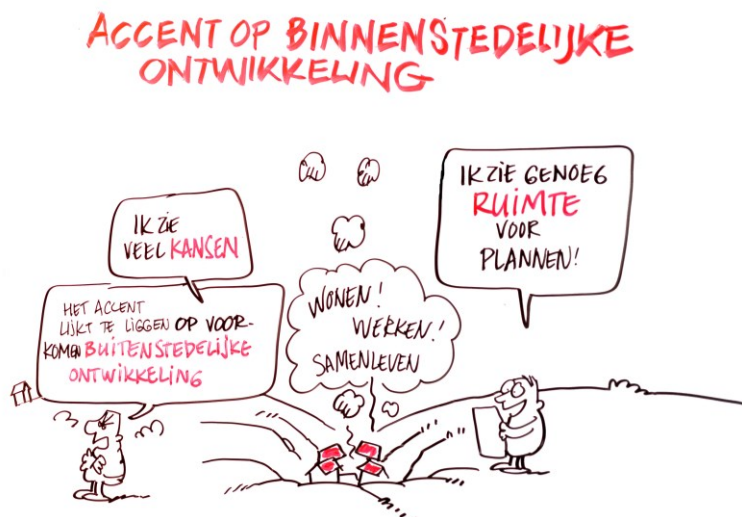 ACCENT OP BINNENSTEDELIJKE
ONTWIKKELING
IK ZIE
VEEL KANSEN
HET ACCENT
LIJKT TE LIGGEN OP VOOR-
KOMEN BUITENSTEDELIJKE
ONTWIKKELING
WONEN!
WERKEN!
SAMENLEVEN
IK ZIE GENOEG
RUIMTE
VOOR
PLANNEN!